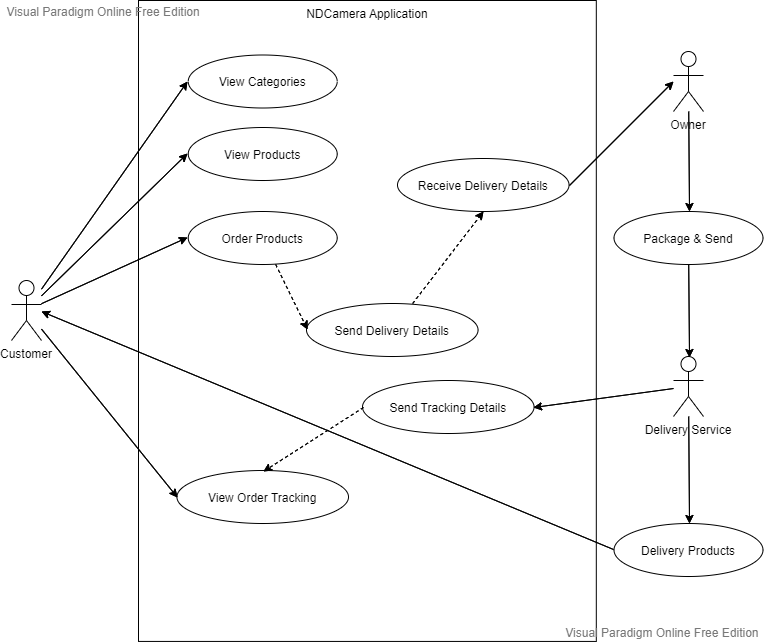 Visual Paradigm Online Free Edition
NDCamera Application
View Categories
View Products
Owner
Receive Delivery Details
Order Products
Package & Send
Customer
Send Delivery Details
Send Tracking Details
Delivery Service
View Order Tracking
Delivery Products
Visual Paradigm Online Free Edition